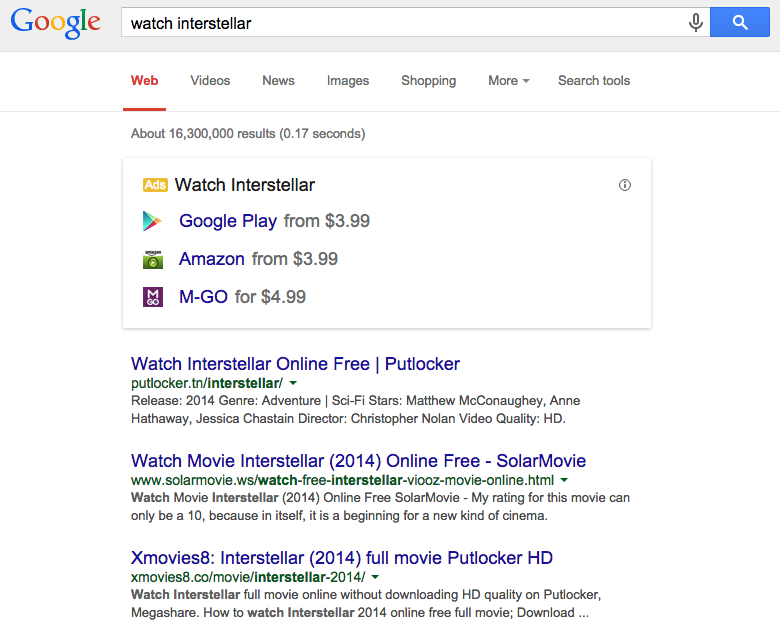 Google
watch interstellar
Web Videos News Images Shopping More Search tools
About 16,300,000 results (0.17 seconds)
Ads Watch Interstellar
Google Play from $3.99
amazon
Amazon from $3.99
M GO
M-GO for $4.99
Watch Interstellar Online Free | Putlocker
putlocker.tn/interstellar/
Release: 2014 Genre: Adventure | Sci-Fi Stars: Matthew McConaughey, Anne
Hathaway, Jessica Chastain Director: Christopher Nolan Video Quality: HD.
Watch Movie Interstellar (2014) Online Free - SolarMovie
www.solarmovie.ws/watch-free-interstellar-viooz-movie-online.html
Watch Movie Interstellar (2014) Online Free SolarMovie - My rating for this movie can
only be a 10, because in itself, it is a beginning for a new kind of cinema.
Xmovies8: Interstellar (2014) full movie Putlocker HD
xmovies8.co/movie/interstellar-2014/
Watch Interstellar full movie online without downloading HD quality on Putlocker,
Megashare. How to watch Interstellar 2014 online free full movie; Download ...